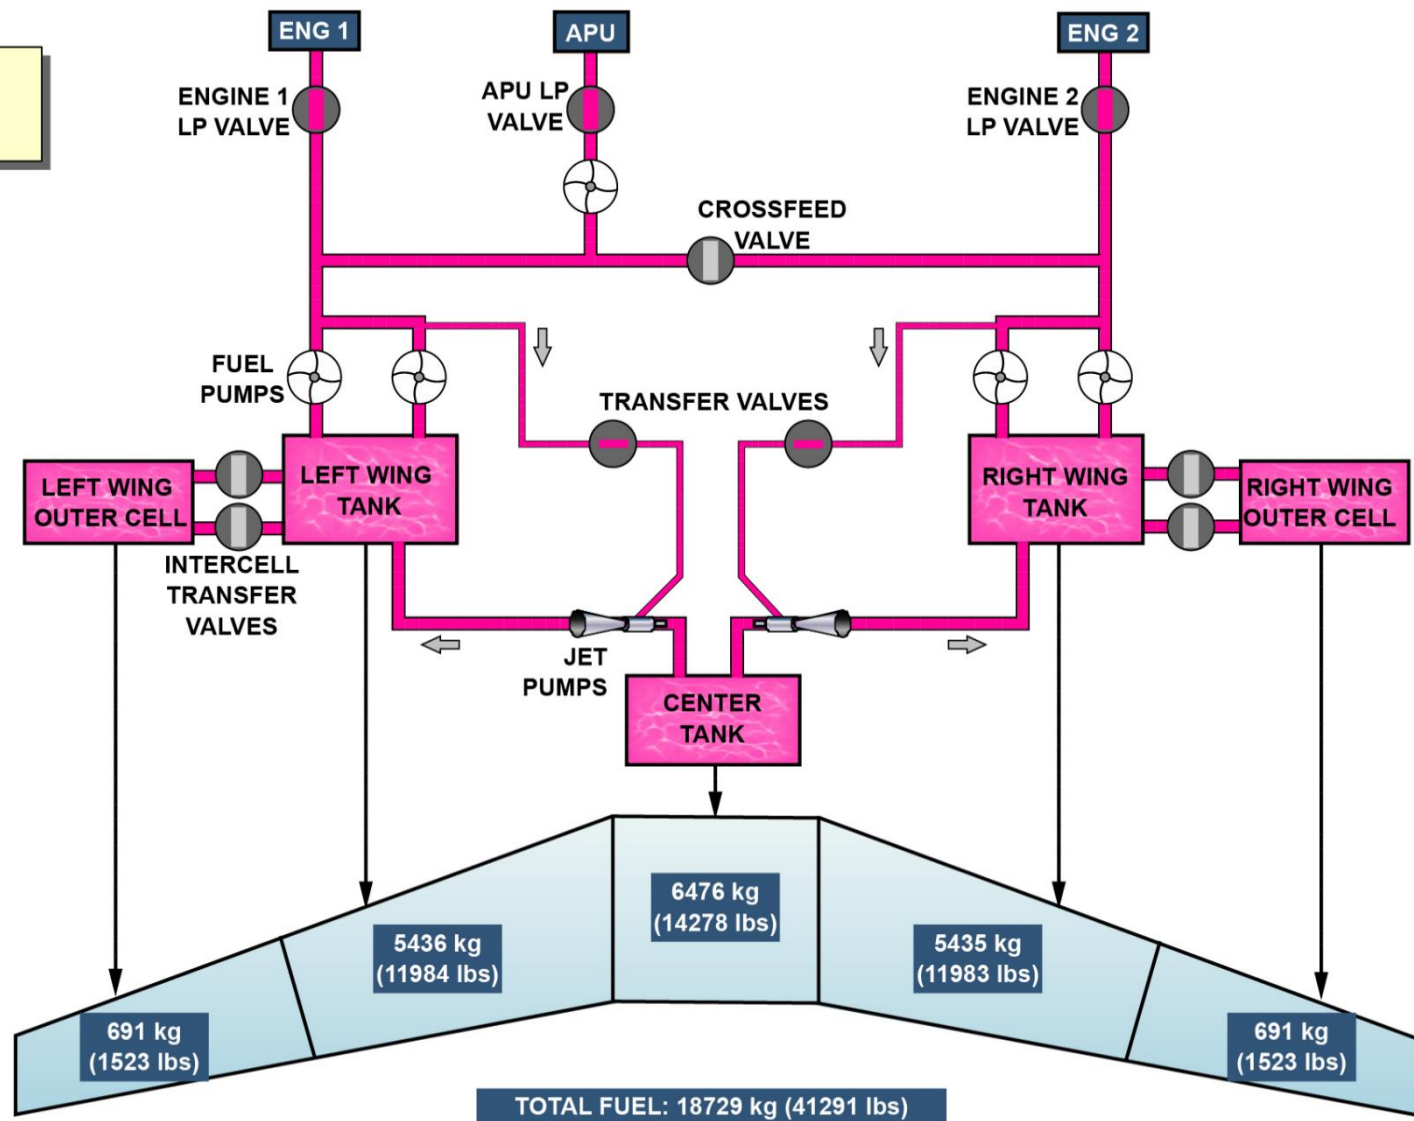 ENG 1
APU
ENG 2
ENGINE 1
LP VALVE
APU LP
VALVE
ENGINE 2
LP VALVE
CROSSFEED
VALVE
FUEL
PUMPS
TRANSFER VALVES
LEFT WING
OUTER CELL
LEFT WING
TANK
RIGHT WING
TANK
RIGHT WING
OUTER CELL
INTERCELL
TRANSFER
VALVES
JET
PUMPS
CENTER
TANK
6476 kg
(14278 lbs)
5436 kg
(11984 lbs)
5435 kg
(11983 lbs)
691 kg
(1523 lbs)
691 kg
(1523 lbs)
TOTAL FUEL: 18729 kg (41291 lbs)